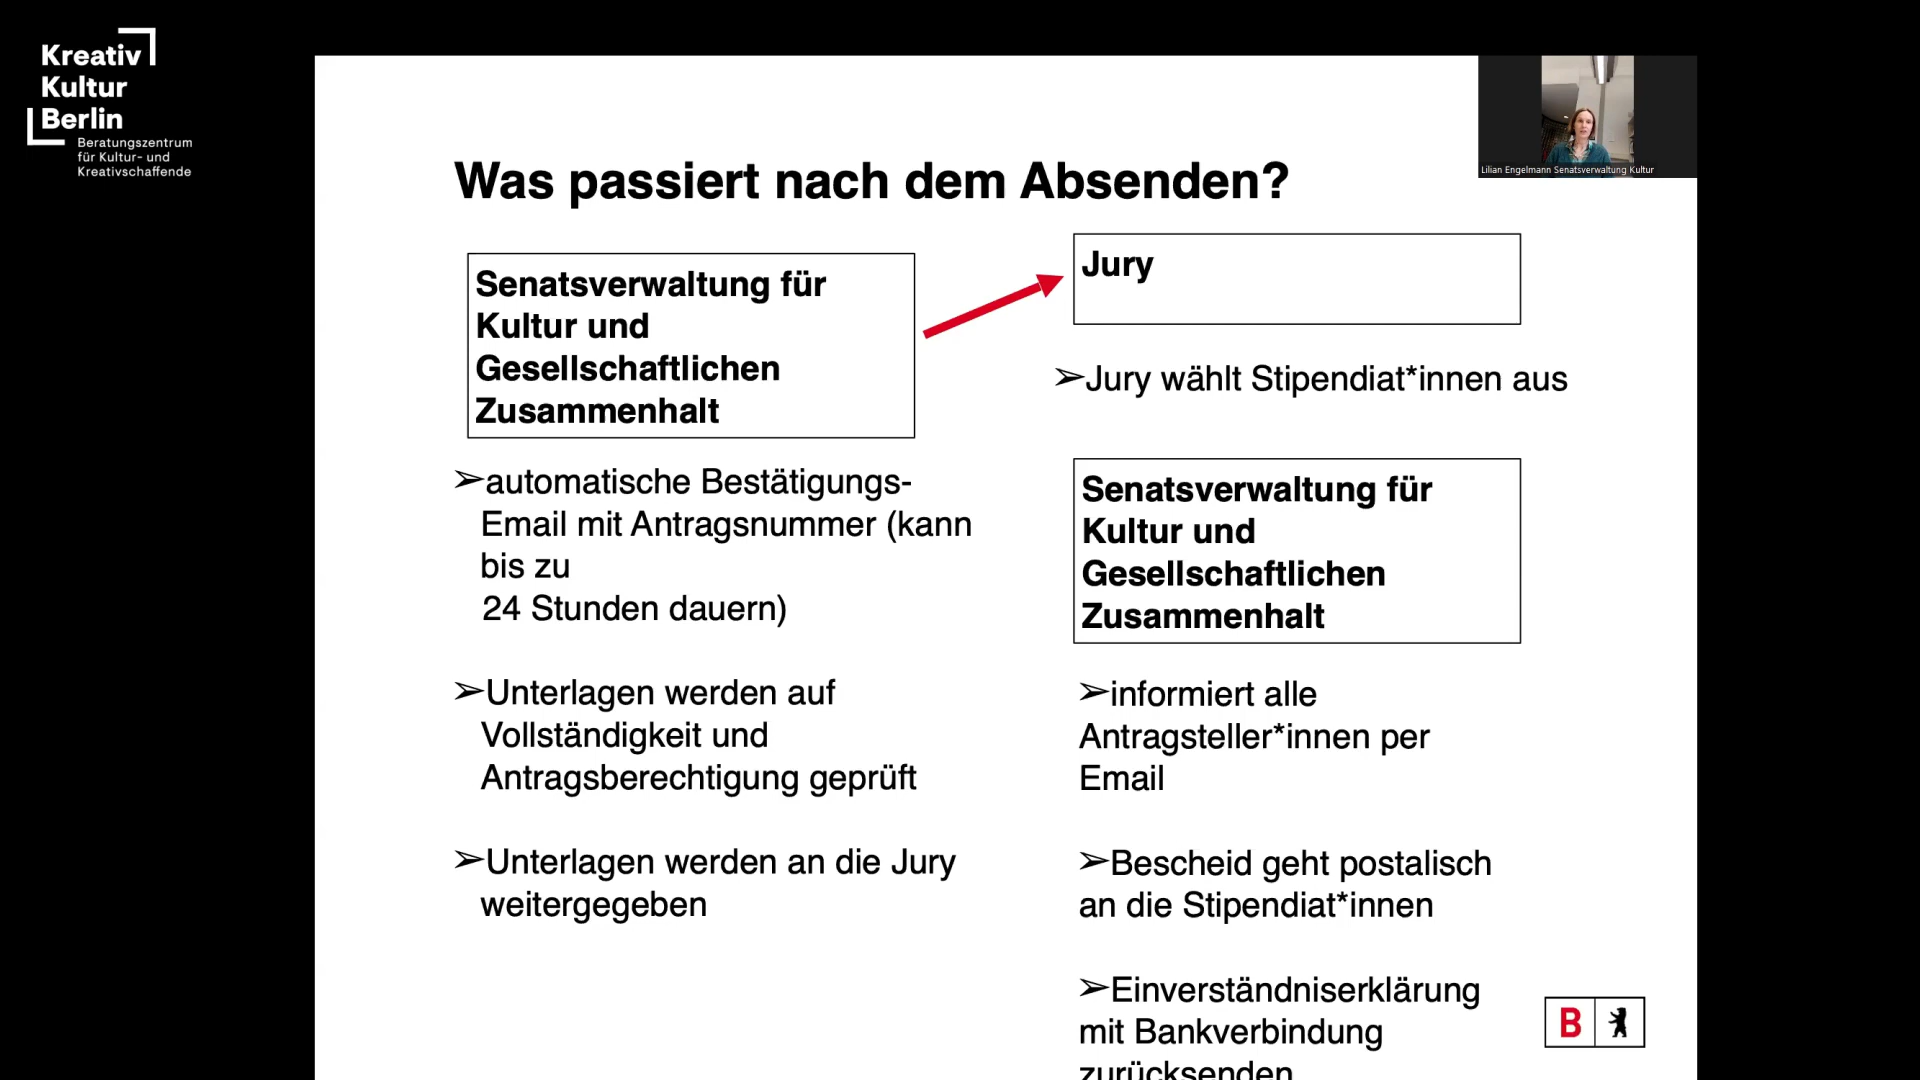 Kreativ
Kultur
Berlin
Beratungszentrum
für Kultur- und
Kreativschaffende
Lilian Engelmann Senatsverwaltung Kultur
Was passiert nach dem Absenden?
Senatsverwaltung für
Kultur und
Gesellschaftlichen
Zusammenhalt
➢automatische Bestätigungs-
Email mit Antragsnummer (kann
bis zu
24 Stunden dauern)
➢Unterlagen werden auf
Vollständigkeit und
Antragsberechtigung geprüft
➢Unterlagen werden an die Jury
weitergegeben
Jury
➢Jury wählt Stipendiat*innen aus
Senatsverwaltung für
Kultur und
Gesellschaftlichen
Zusammenhalt
➢informiert alle
Antragsteller*innen per
Email
➢Bescheid geht postalisch
an die Stipendiat*innen
➢Einverständniserklärung
mit Bankverbindung
zurücksenden
B